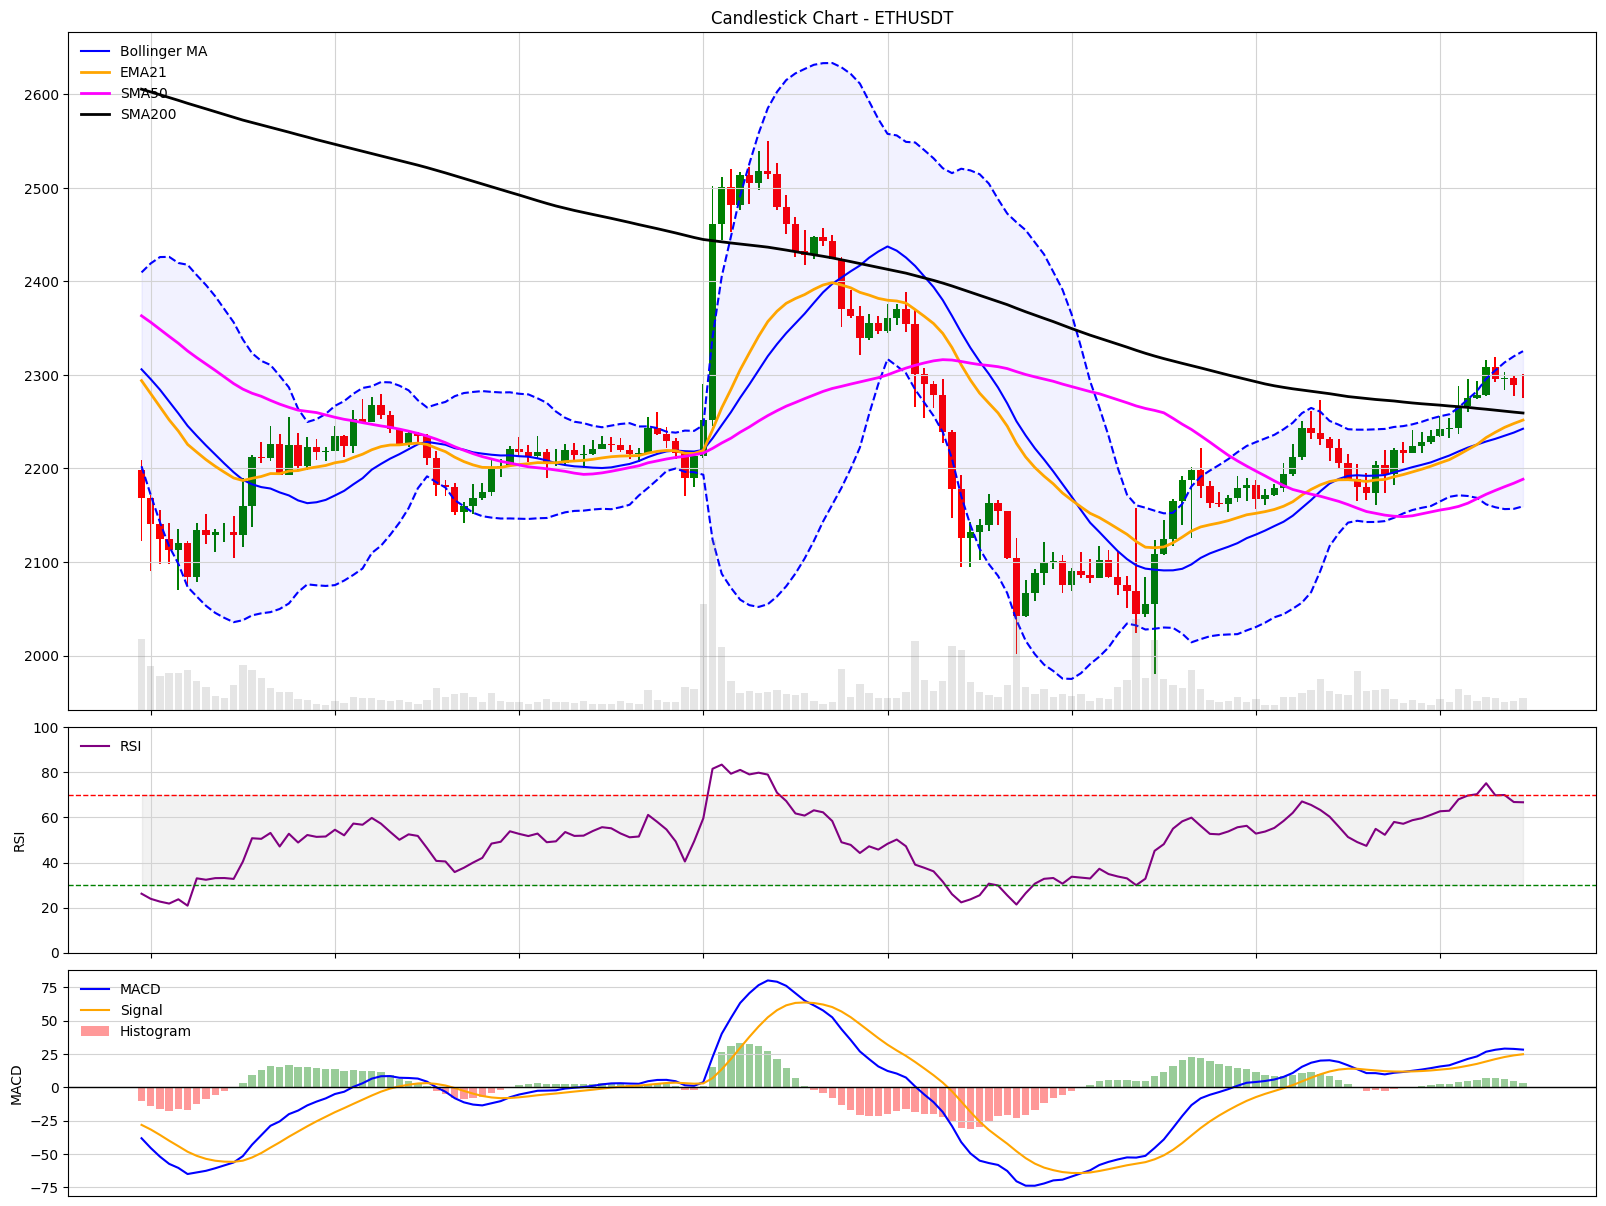 Candlestick Chart - ETHUSDT
Bollinger MA
EMA21
SMA50
SMA200
2600
2500
2400
2300
2200
2100
2000
RSI
100
80
60
40
20
0
RSI
MACD
Signal
Histogram
75
50
25
0
−25
−50
−75
MACD